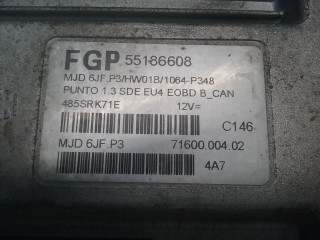 FGP 55186608
MJD 6JF.P3/HW01B/1064-P348
PUNTO 1.3 SDE EU4 EOBD B_CAN
485SRK71E 12V=
C146
MJD 6JF.P3 71600.004.02
4A7